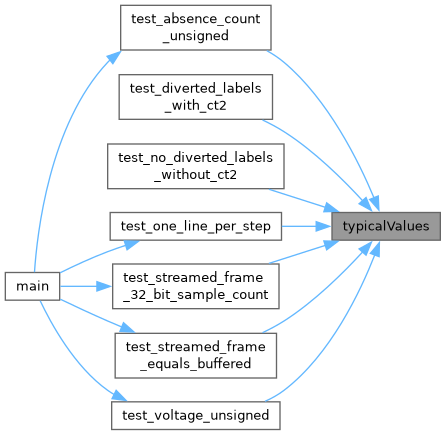 test_absence_count
_unsigned
test_diverted_labels
_with_ct2
test_no_diverted_labels
_without_ct2
test_one_line_per_step
typicalValues
main
test_streamed_frame
_32_bit_sample_count
test_streamed_frame
_equals_buffered
test_voltage_unsigned